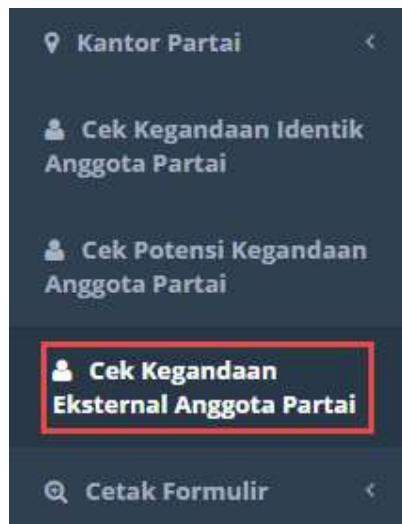 Kantor Partai
Cek Kegandaan Identik
Anggota Partai
Cek Potensi Kegandaan
Anggota Partai
Cek Kegandaan
Eksternal Anggota Partai
Cetak Formulir